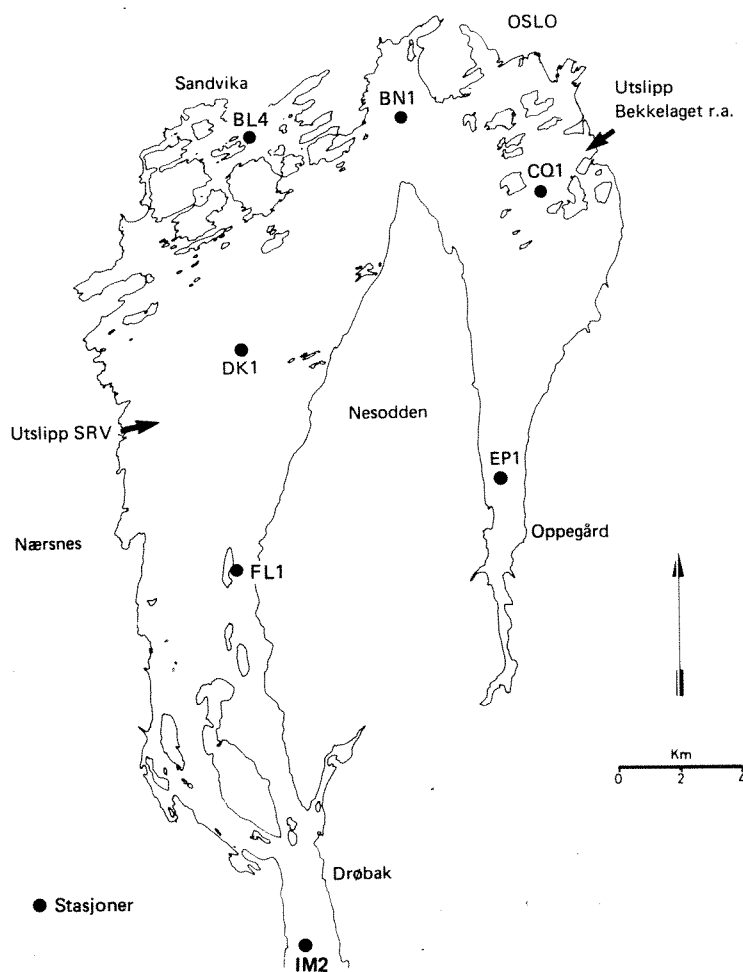 OSLO
Sandvika
Utslipp
Bekkelaget r.a.
BN1
BL4
CQ1
DK1
Nesodden
Utslipp SRV
EP1
Nærsnes
Oppegård
FL1
Km
0 2 4
Drøbak
Stasjoner
IM2